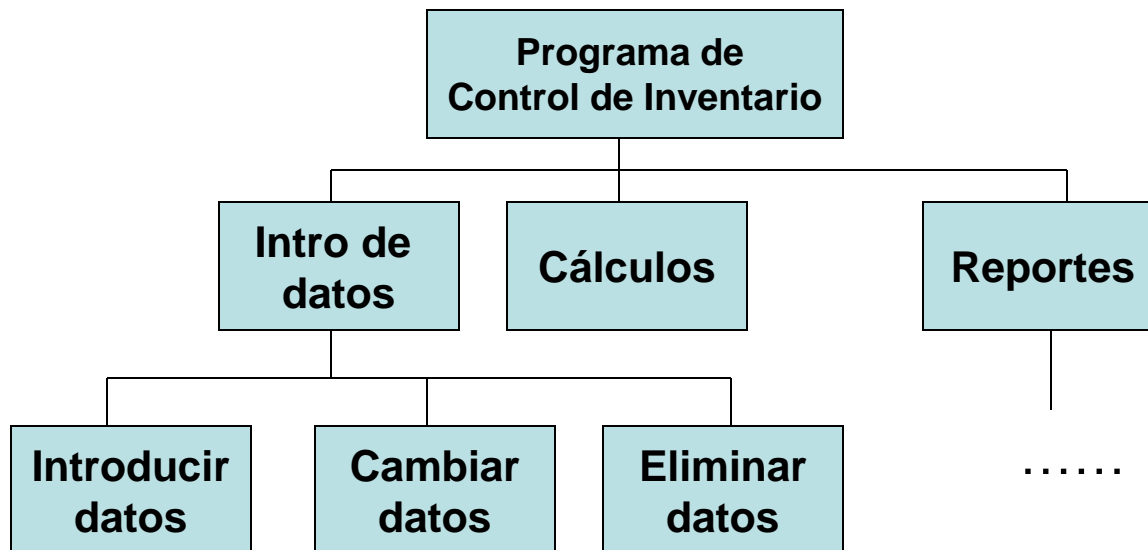 Programa de
Control de Inventario
Intro de
datos
Cálculos
Reportes
Introducir
datos
Cambiar
datos
Eliminar
datos
......